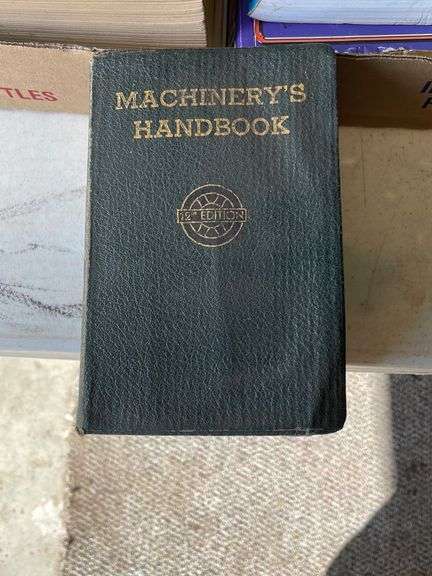 TTLES
MACHINERY'S
HANDBOOK
12TH EDITION